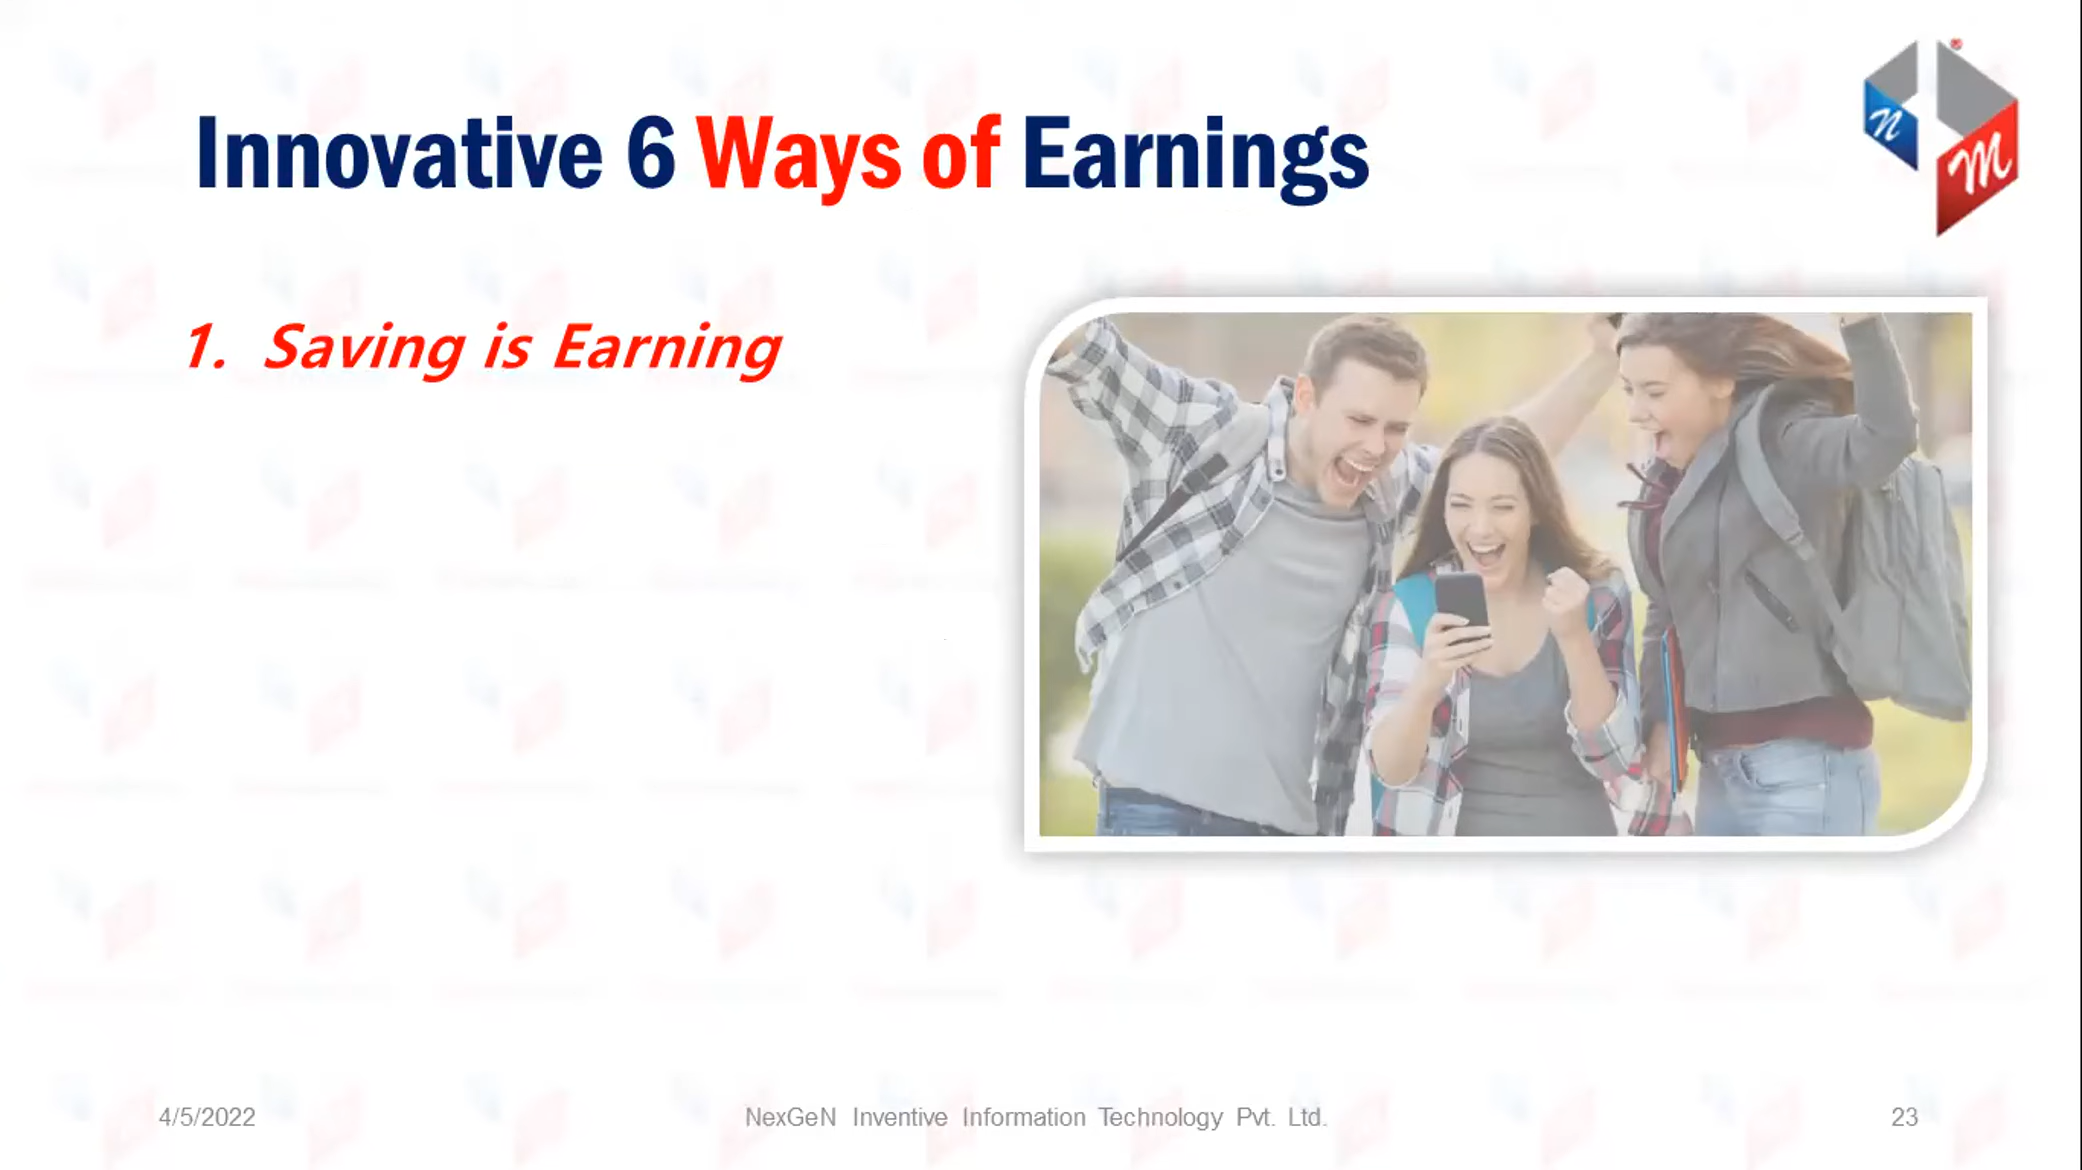 Innovative 6 Ways of Earnings
n
m
1. Saving is Earning
4/5/2022
NexGeN Inventive Information Technology Pvt. Ltd.
23